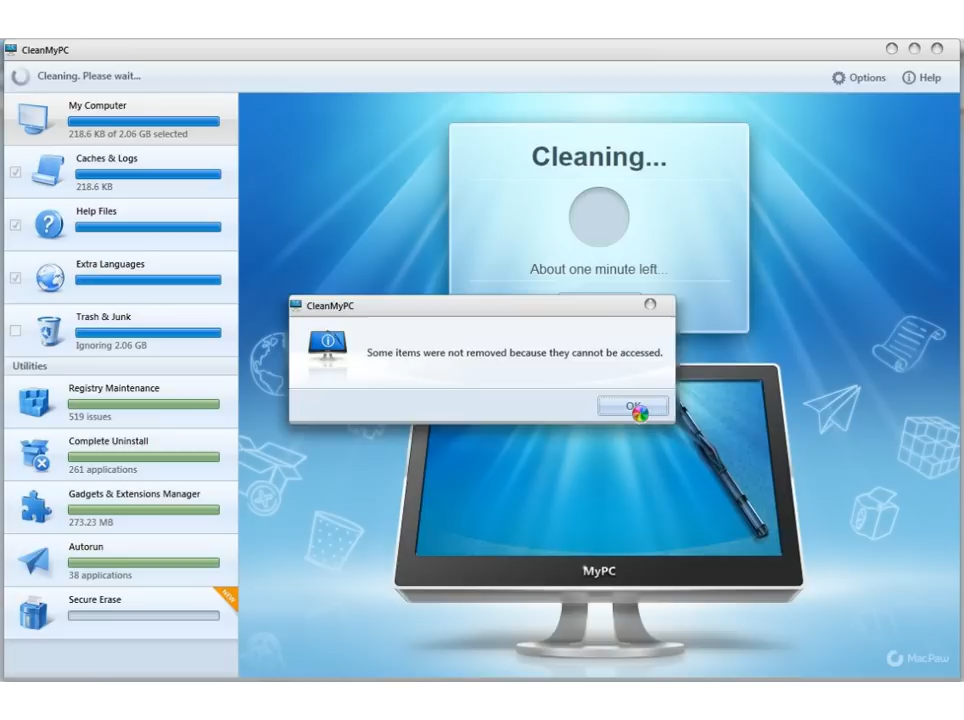 CleanMyPC
Cleaning. Please wait...
Options
Help
My Computer
218.6 KB of 2.06 GB selected
Caches & Logs
218.6 KB
Help Files
Extra Languages
Trash & Junk
Ignoring 2.06 GB
Utilities
Registry Maintenance
519 issues
Complete Uninstall
261 applications
Gadgets & Extensions Manager
273.23 MB
Autorun
38 applications
Secure Erase
NEW
Cleaning...
About one minute left...
CleanMyPC
Some items were not removed because they cannot be accessed.
OK
MyPC
MacPaw